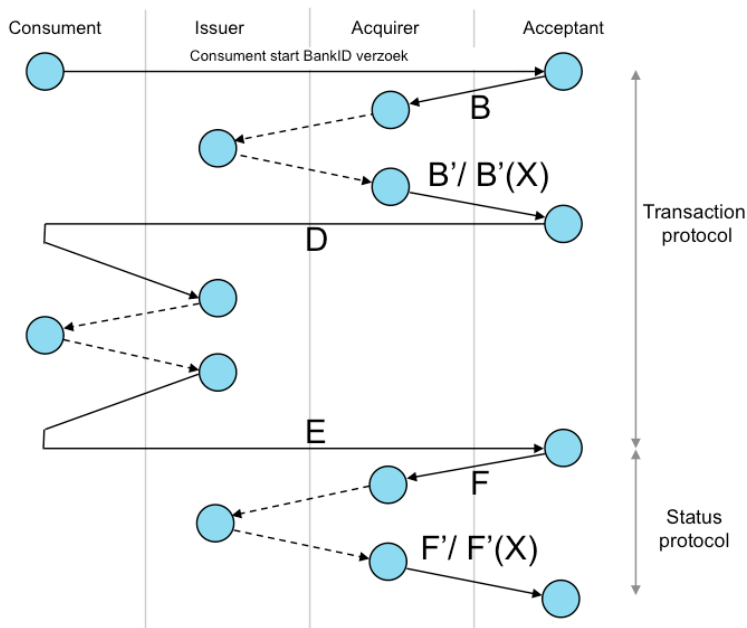 Consument
Issuer
Acquirer
Acceptant
Consument start BankID verzoek
B
B’/ B’(X)
Transaction
protocol
D
E
F
Status
protocol
F’/ F’(X)